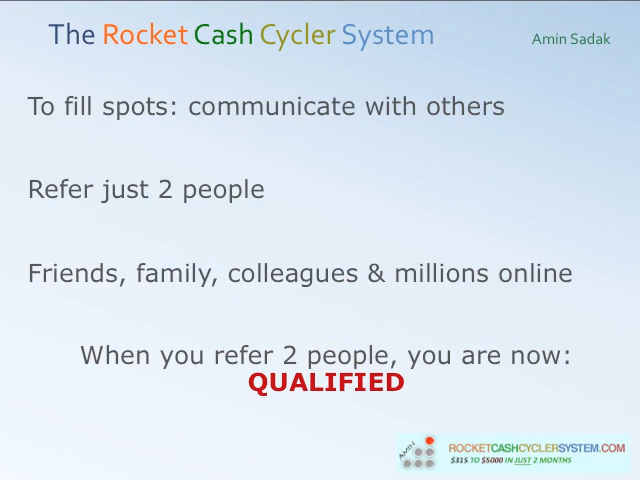 The Rocket Cash Cycler System
Amin Sadak
To fill spots: communicate with others
Refer just 2 people
Friends, family, colleagues & millions online
When you refer 2 people, you are now:
QUALIFIED
AMIN
ROCKETCASHCYCLERSYSTEM.COM
$315 TO $5000 IN JUST 2 MONTHS